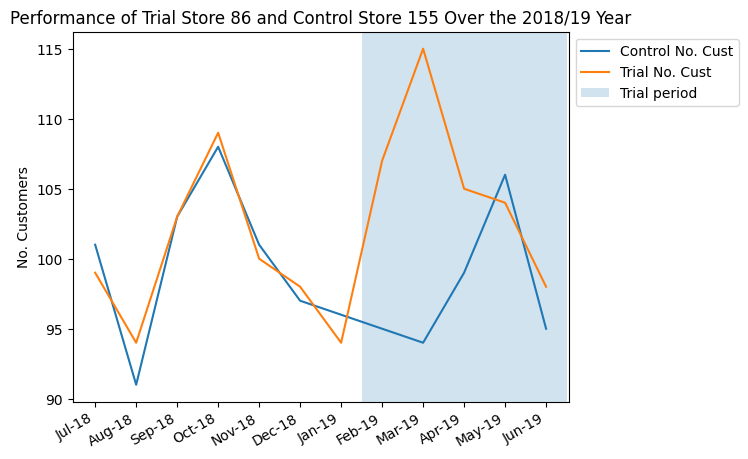 Performance of Trial Store 86 and Control Store 155 Over the 2018/19 Year
Control No. Cust
Trial No. Cust
Trial period
No. Customers
115
110
105
100
95
90
Jul-18
Aug-18
Sep-18
Oct-18
Nov-18
Dec-18
Jan-19
Feb-19
Mar-19
Apr-19
May-19
Jun-19